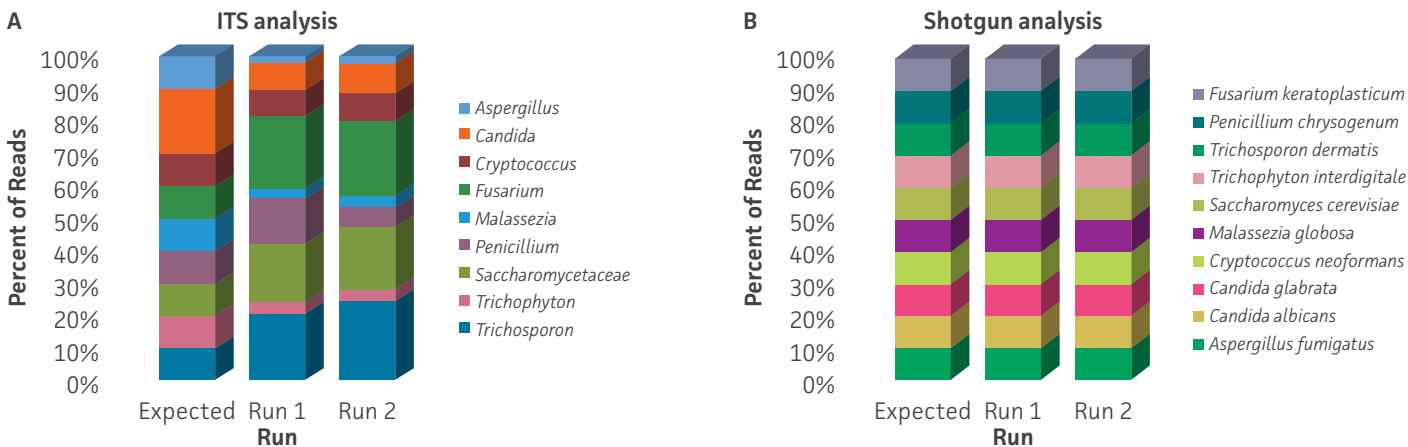 A
ITS analysis
Percent of Reads
100%
90%
80%
70%
60%
50%
40%
30%
20%
10%
0%
Expected
Run 1
Run 2
Run
Aspergillus
Candida
Cryptococcus
Fusarium
Malassezia
Penicillium
Saccharomycetaceae
Trichophyton
Trichosporon
B
Shotgun analysis
Percent of Reads
100%
90%
80%
70%
60%
50%
40%
30%
20%
10%
0%
Expected
Run 1
Run 2
Run
Fusarium keratoplasticum
Penicillium chrysogenum
Trichosporon dermatis
Trichophyton interdigitale
Saccharomyces cerevisiae
Malassezia globosa
Cryptococcus neoformans
Candida glabrata
Candida albicans
Aspergillus fumigatus